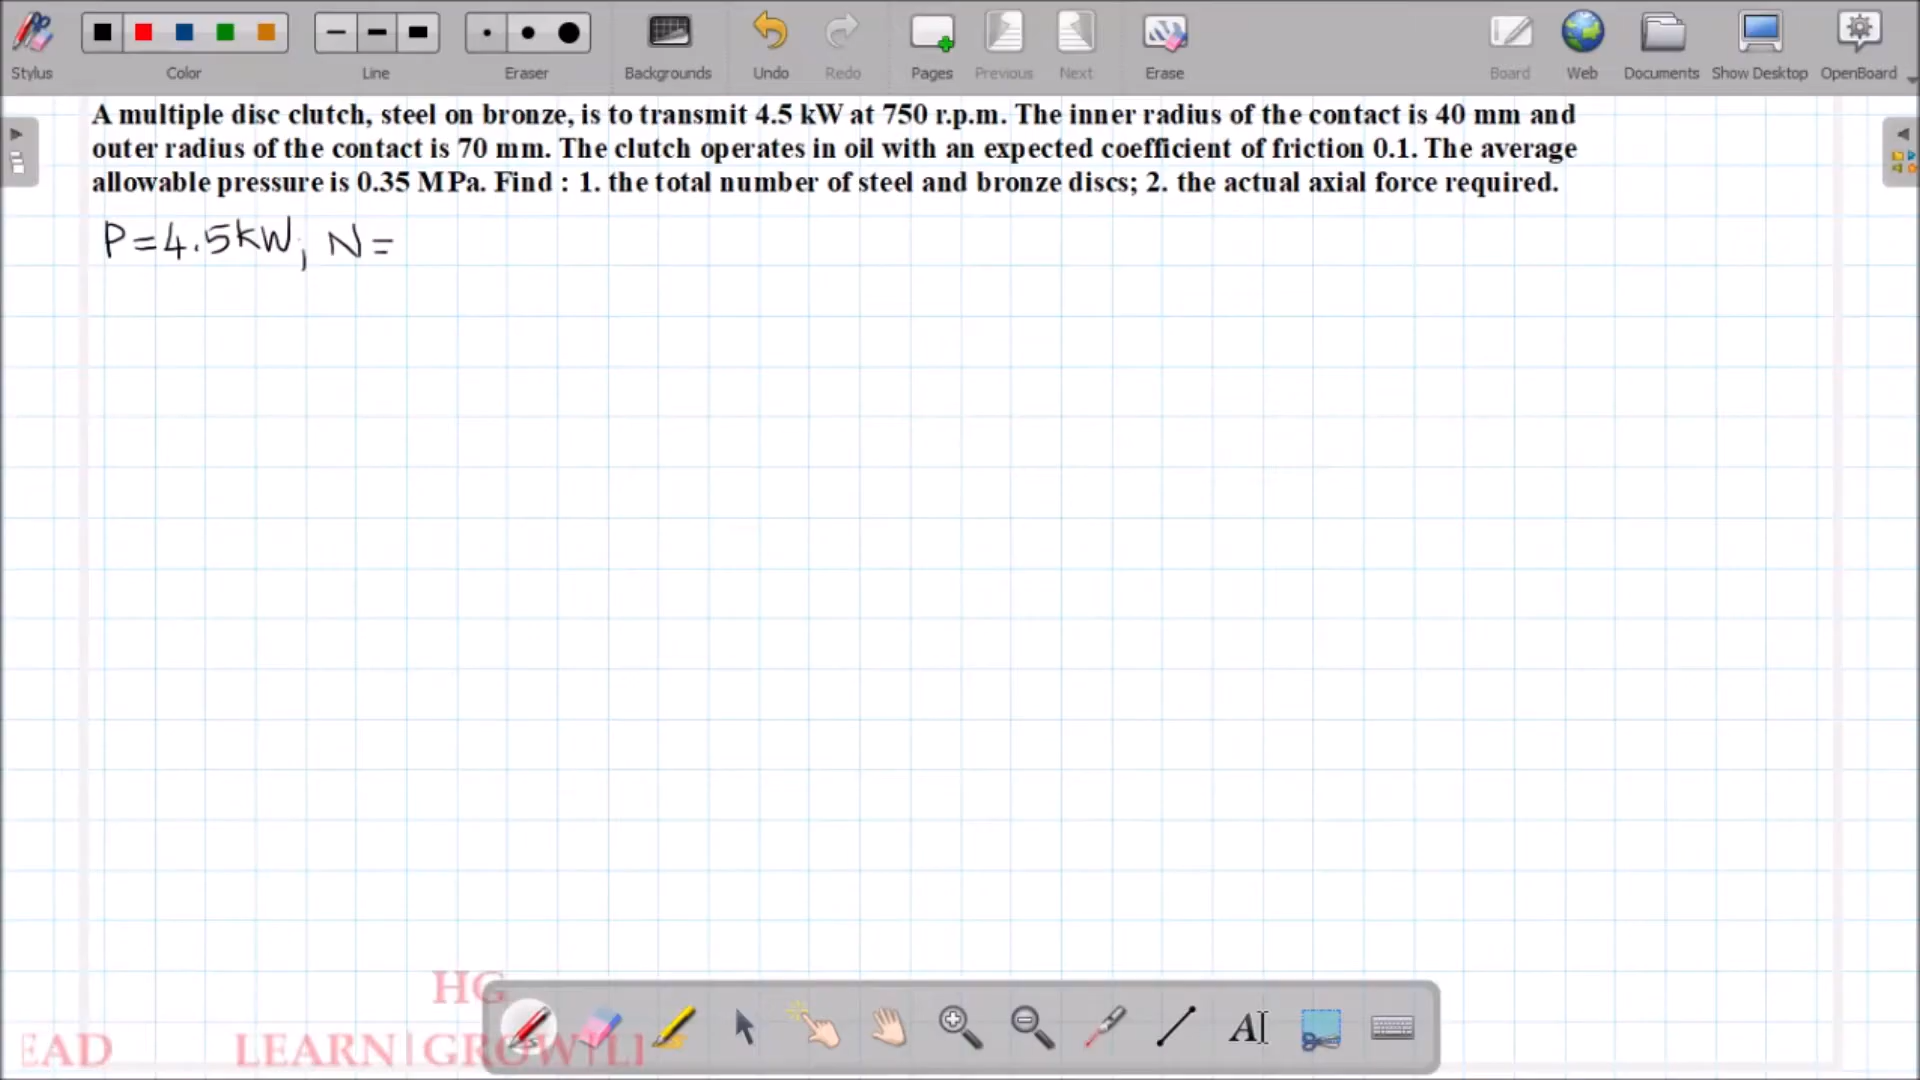 Stylus Color Line Eraser Backgrounds Undo Redo Pages Previous Next Erase Board Web Documents Show Desktop OpenBoard
A multiple disc clutch, steel on bronze, is to transmit 4.5 kW at 750 r.p.m. The inner radius of the contact is 40 mm and
outer radius of the contact is 70 mm. The clutch operates in oil with an expected coefficient of friction 0.1. The average
allowable pressure is 0.35 MPa. Find : 1. the total number of steel and bronze discs; 2. the actual axial force required.
P=4.5kW, N=
HG
EAD LEARN|GROW|LI
AI